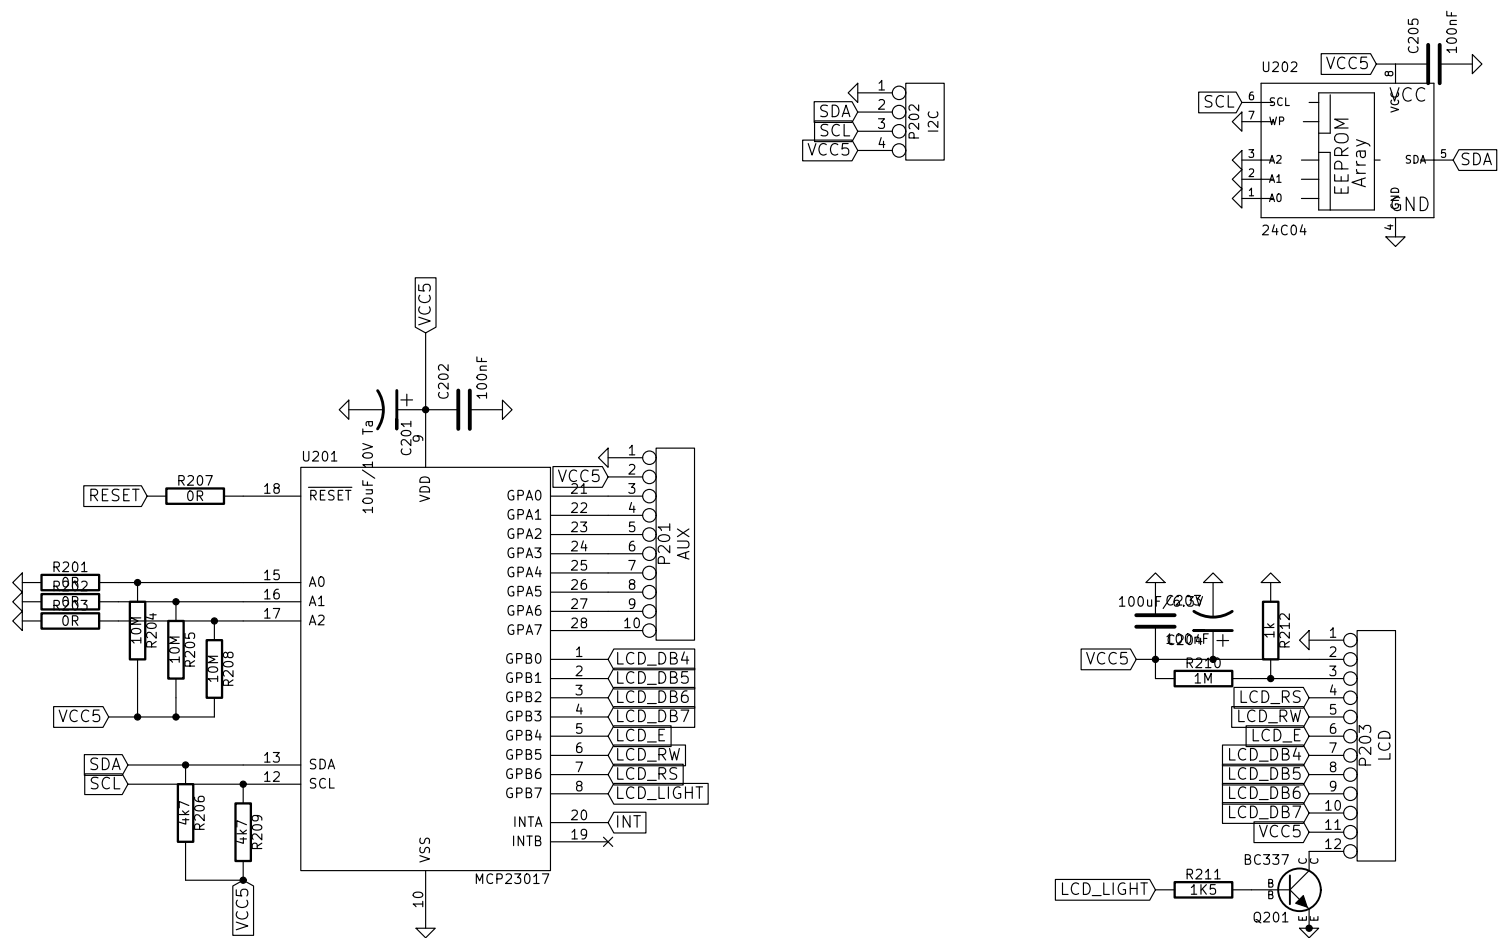 C205
100nF
VCC5
8
U202
VCC
VCC
SCL
6
SCL
7
WP
3
A2
2
A1
1
A0
EEPROM
Array
SDA
5
SDA
GND
GND
4
24C04
1
SDA
2
SCL
3
VCC5
4
P202
I2C
VCC5
C202
100nF
+
C201
10uF/10V Ta
9
U201
VDD
RESET
R207
0R
18
RESET
R201
0R
15
A0
R202
0R
16
A1
R203
0R
17
A2
10M
R204
10M
R205
10M
R208
VCC5
SDA
13
SDA
SCL
12
SCL
4k7
R206
4k7
R209
VCC5
VSS
10
MCP23017
1
VCC5
2
GPA0
21
3
GPA1
22
4
GPA2
23
5
GPA3
24
6
GPA4
25
7
GPA5
26
8
GPA6
27
9
GPA7
28
10
P201
AUX
GPB0
1
LCD_DB4
GPB1
2
LCD_DB5
GPB2
3
LCD_DB6
GPB3
4
LCD_DB7
GPB4
5
LCD_E
GPB5
6
LCD_RW
GPB6
7
LCD_RS
GPB7
8
LCD_LIGHT
INTA
20
INT
INTB
19
100uF/6.3V
C203
C204
100nF
+
1k
R212
1
VCC5
2
R210
1M
3
LCD_RS
4
LCD_RW
5
LCD_E
6
LCD_DB4
7
LCD_DB5
8
LCD_DB6
9
LCD_DB7
10
VCC5
11
12
P203
LCD
BC337
C
C
LCD_LIGHT
R211
1K5
B
B
Q201
E
E